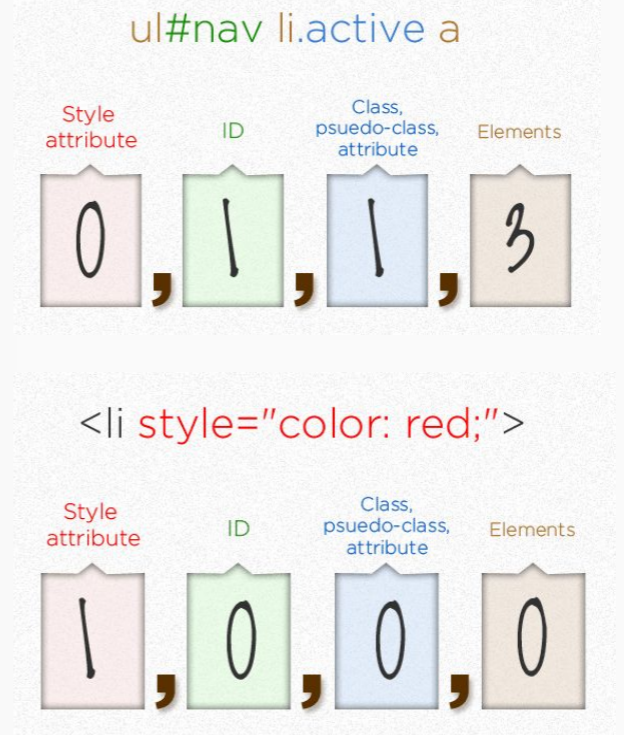 ul#nav li.active a
Style
attribute
ID
Class,
psuedo-class,
attribute
Elements
0 , 1 , 1 , 3
<li style="color: red;">
Style
attribute
ID
Class,
psuedo-class,
attribute
Elements
1 , 0 , 0 , 0